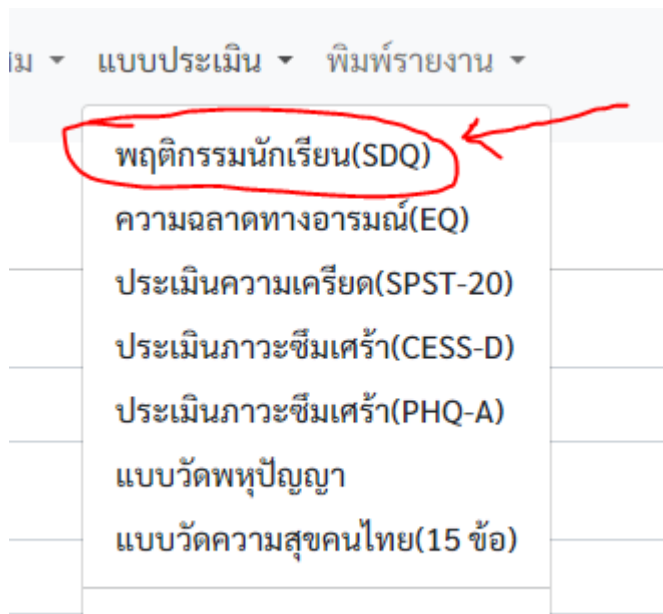 แบบประเมิน พิมพ์รายงาน
พฤติกรรมนักเรียน(SDQ)
ความฉลาดทางอารมณ์(EQ)
ประเมินความเครียด(SPST-20)
ประเมินภาวะซึมเศร้า(CESS-D)
ประเมินภาวะซึมเศร้า(PHQ-A)
แบบวัดพหุปัญญา
แบบวัดความสุขคนไทย(15 ข้อ)